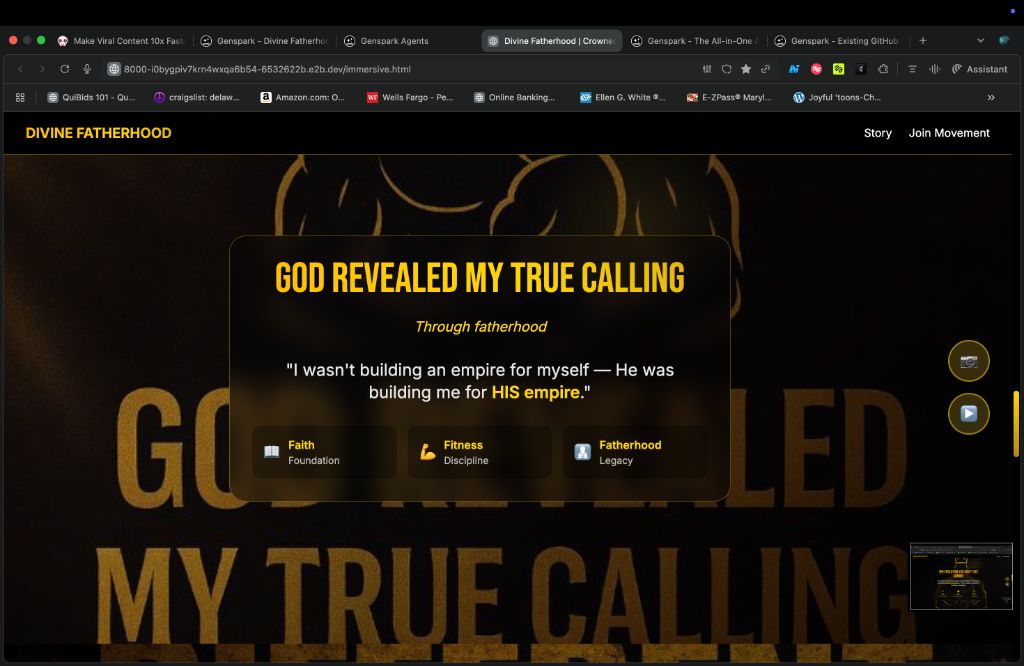 Make Viral Content 10x Fast
Genspark - Divine Fatherhoo
Genspark Agents
Divine Fatherhood | Crowne
Genspark - The All-in-One A
Genspark - Existing GitHub
8000-i0bygpiv7krn4wxqa6b54-6532622b.e2b.dev/immersive.html
Assistant
QuiBids 101 - Qu...
craigslist: delaw...
Amazon.com: O...
Wells Fargo - Pe...
Online Banking...
Ellen G. White ®...
E-ZPass® Maryl...
Joyful 'toons-Ch...
DIVINE FATHERHOOD
Story
Join Movement
GOD REVEALED MY TRUE CALLING
Through fatherhood
"I wasn't building an empire for myself — He was
building me for HIS empire."
Faith
Foundation
Fitness
Discipline
Fatherhood
Legacy
GOD REVEALED
MY TRUE CALLING
DIFFERENT